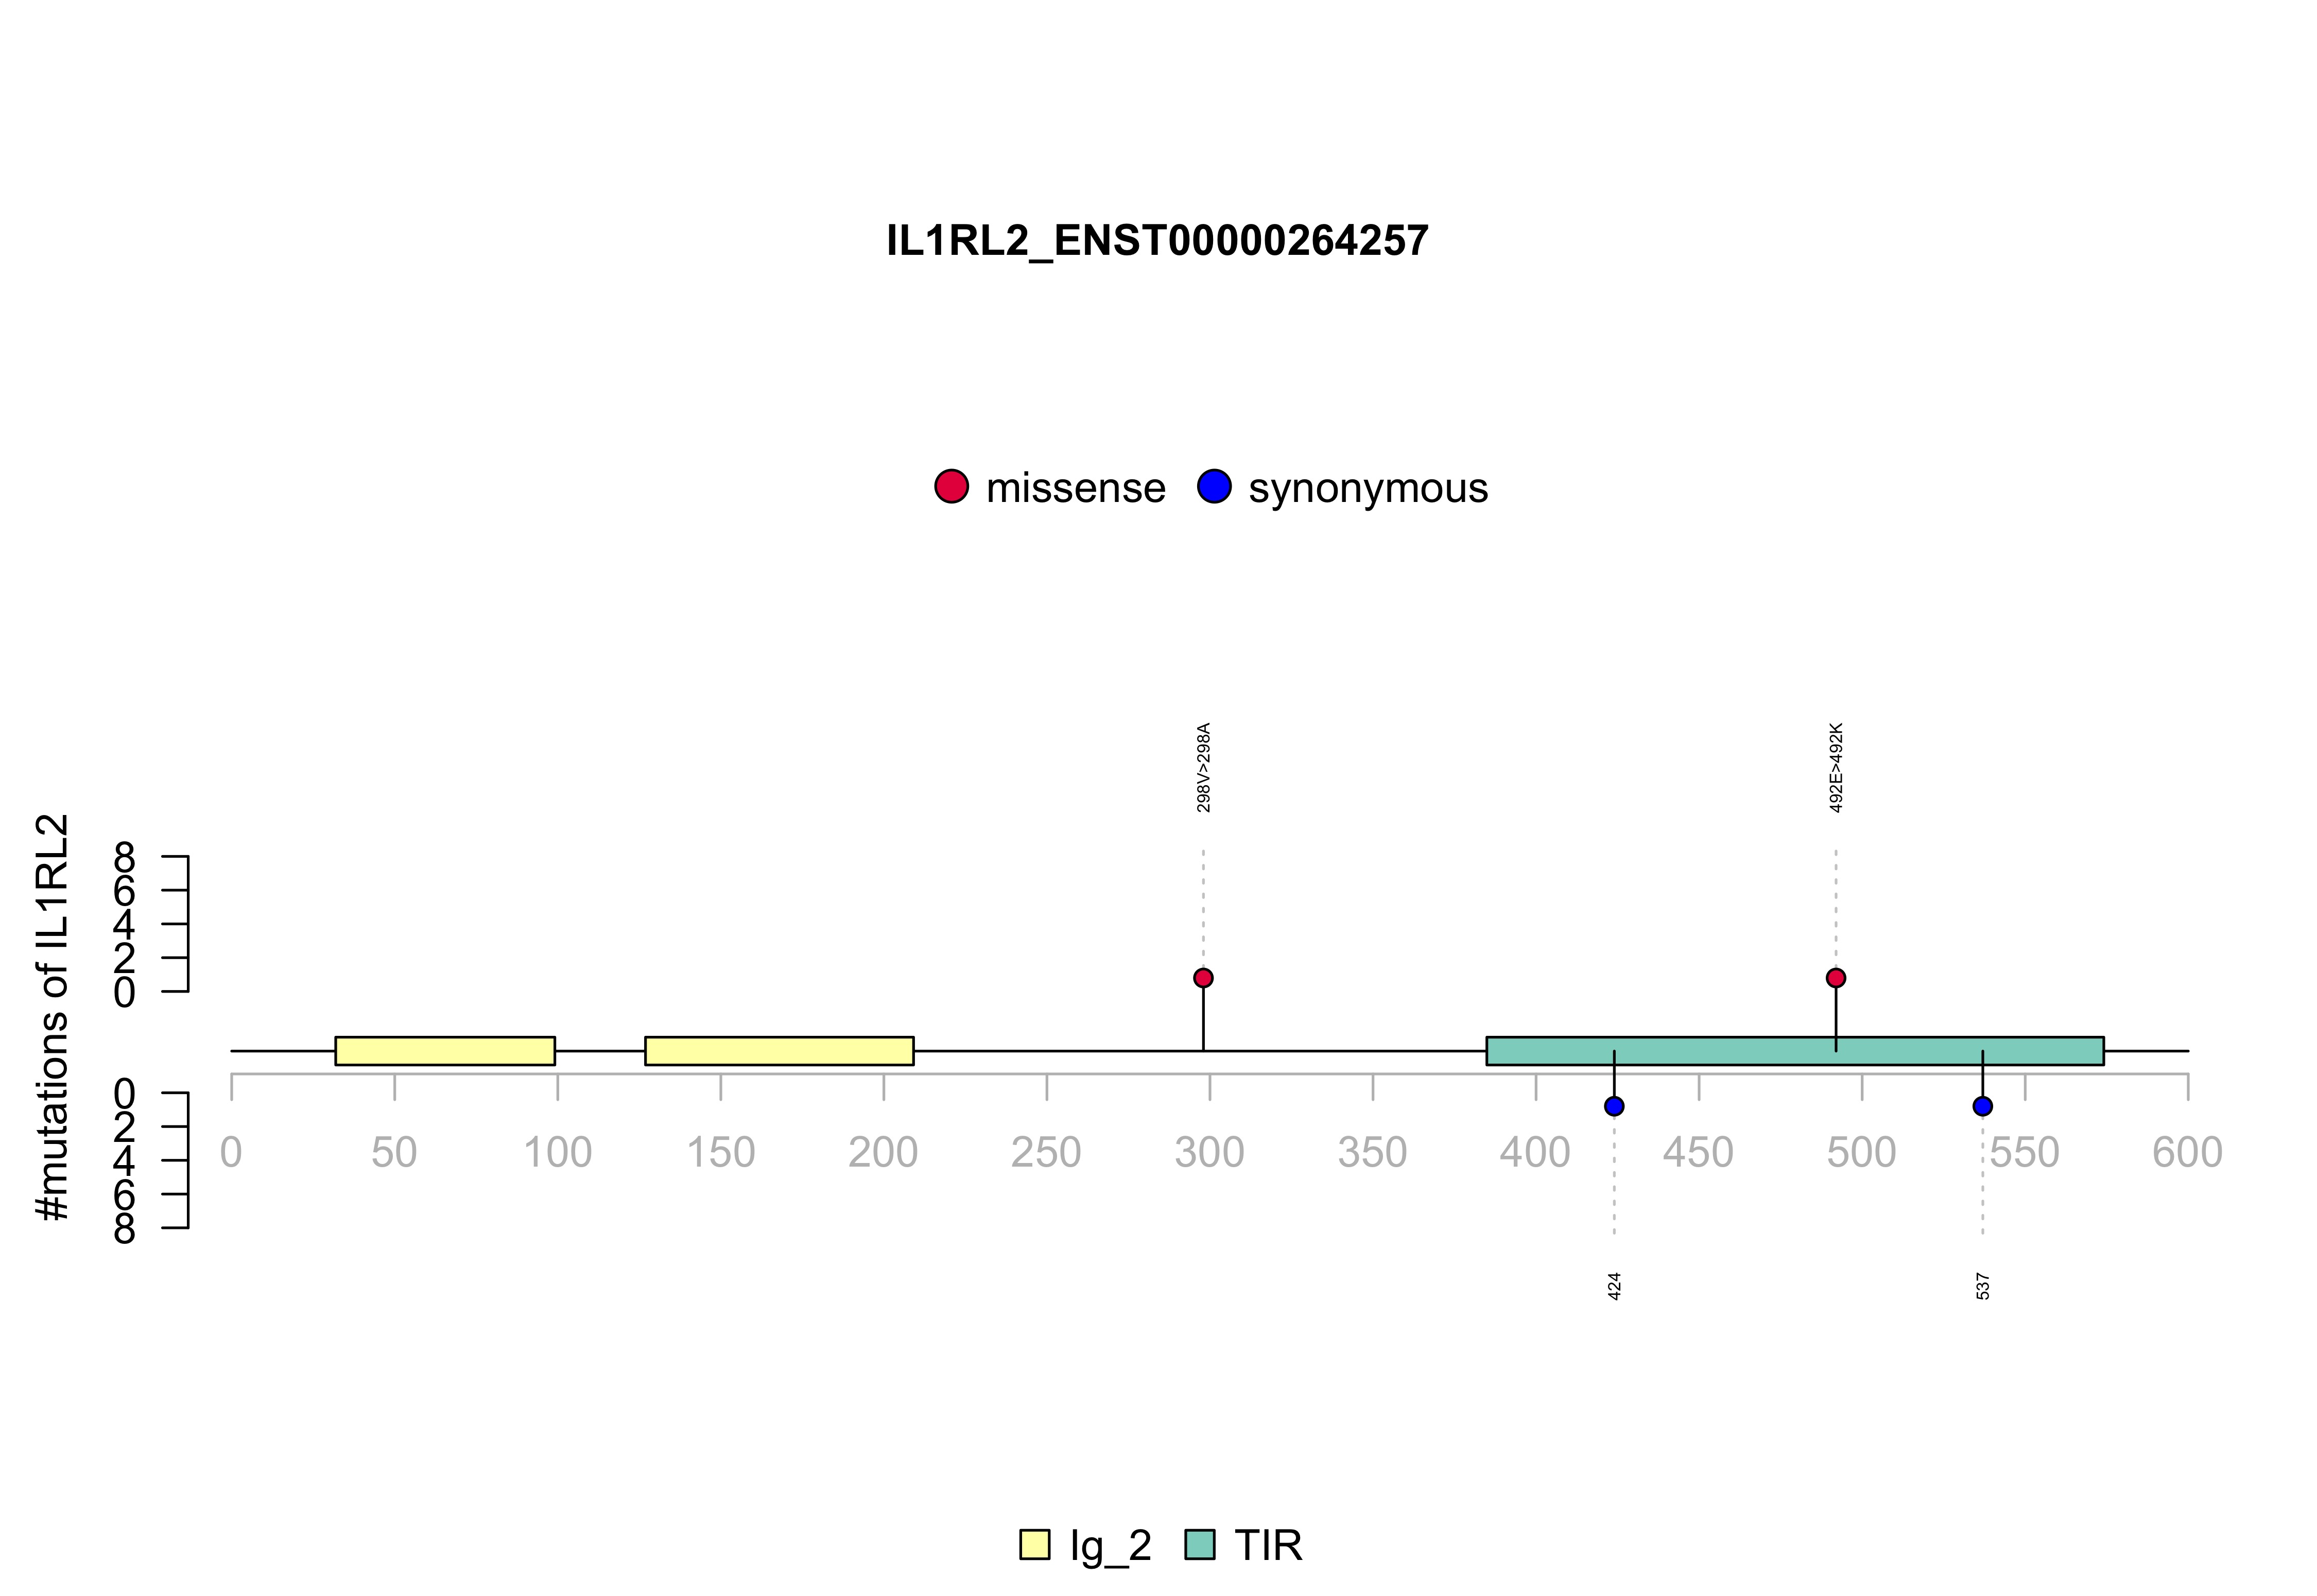 IL1RL2_ENST00000264257
missense synonymous
298V>298A
492E>492K
#mutations of IL1RL2
8
6
4
2
0
0
2
4
6
8
0 50 100 150 200 250 300 350 400 450 500 550 600
424
537
Ig_2 TIR